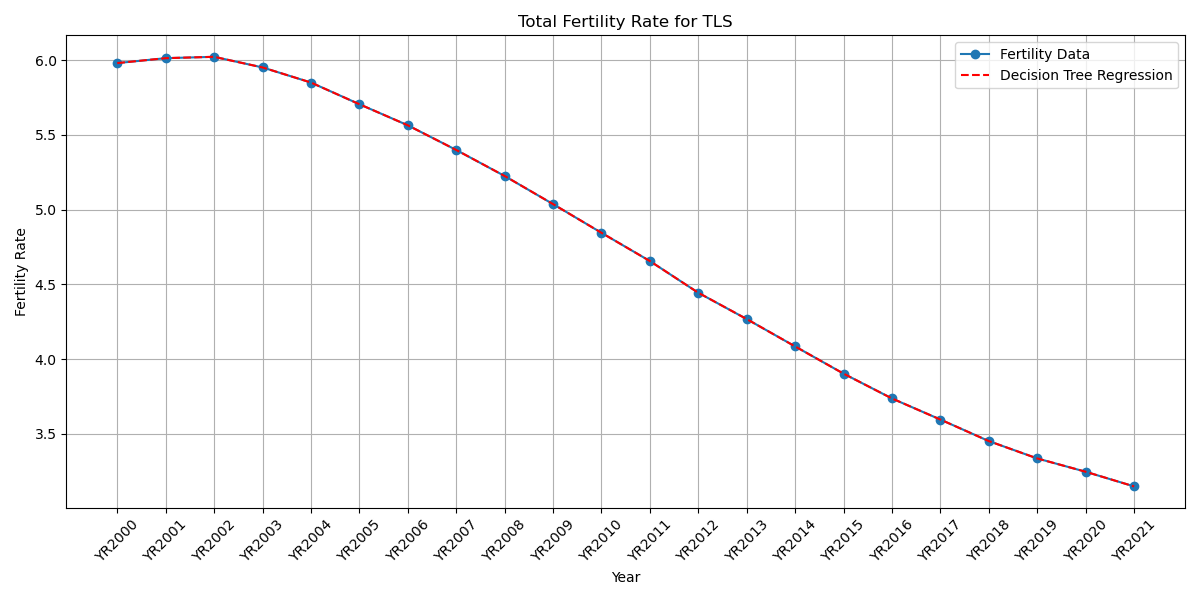 Total Fertility Rate for TLS
Fertility Data
Decision Tree Regression
Fertility Rate
6.0
5.5
5.0
4.5
4.0
3.5
YR2000
YR2001
YR2002
YR2003
YR2004
YR2005
YR2006
YR2007
YR2008
YR2009
YR2010
YR2011
YR2012
YR2013
YR2014
YR2015
YR2016
YR2017
YR2018
YR2019
YR2020
YR2021
Year